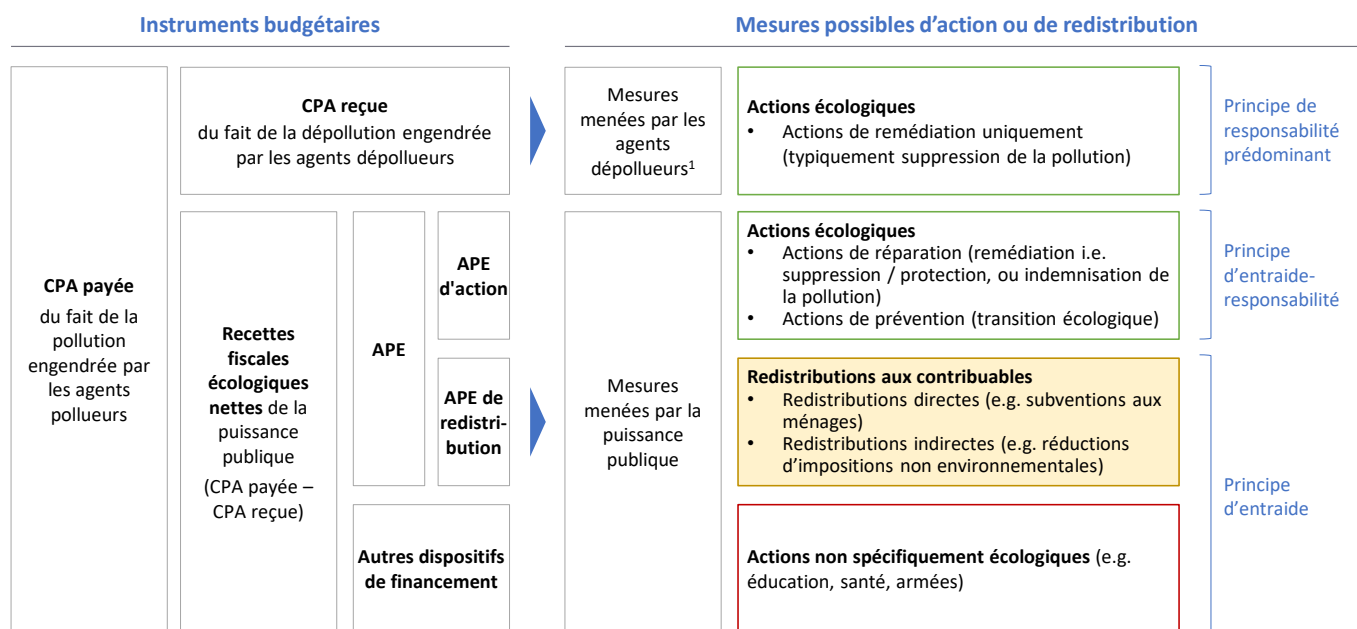 Instruments budgétaires
Mesures possibles d'action ou de redistribution
CPA payée
du fait de la
pollution
engendrée par
les agents
pollueurs
CPA reçue
du fait de la dépollution engendrée
par les agents dépollueurs
Mesures
menées par les
agents
dépollueurs1
Actions écologiques
• Actions de remédiation uniquement
(typiquement suppression de la pollution)
Principe de
responsabilité
prédominant
Recettes
fiscales
écologiques
nettes de la
puissance
publique
(CPA payée –
CPA reçue)
APE
APE
d'action
APE de
redistri-
bution
Autres dispositifs
de financement
Mesures
menées par la
puissance
publique
Actions écologiques
• Actions de réparation (remédiation i.e.
suppression / protection, ou indemnisation de
la pollution)
• Actions de prévention (transition écologique)
Principe
d'entraide-
responsabilité
Redistributions aux contribuables
• Redistributions directes (e.g. subventions aux
ménages)
• Redistributions indirectes (e.g. réductions
d'impositions non environnementales)
Actions non spécifiquement écologiques (e.g.
éducation, santé, armées)
Principe
d'entraide